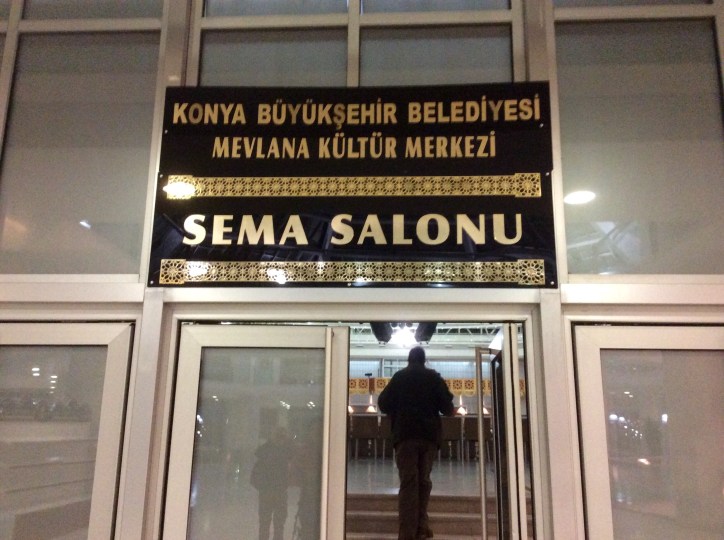 KONYA BÜYÜKŞEHİR BELEDİYESİ
MEVLANA KÜLTÜR MERKEZİ
SEMA SALONU